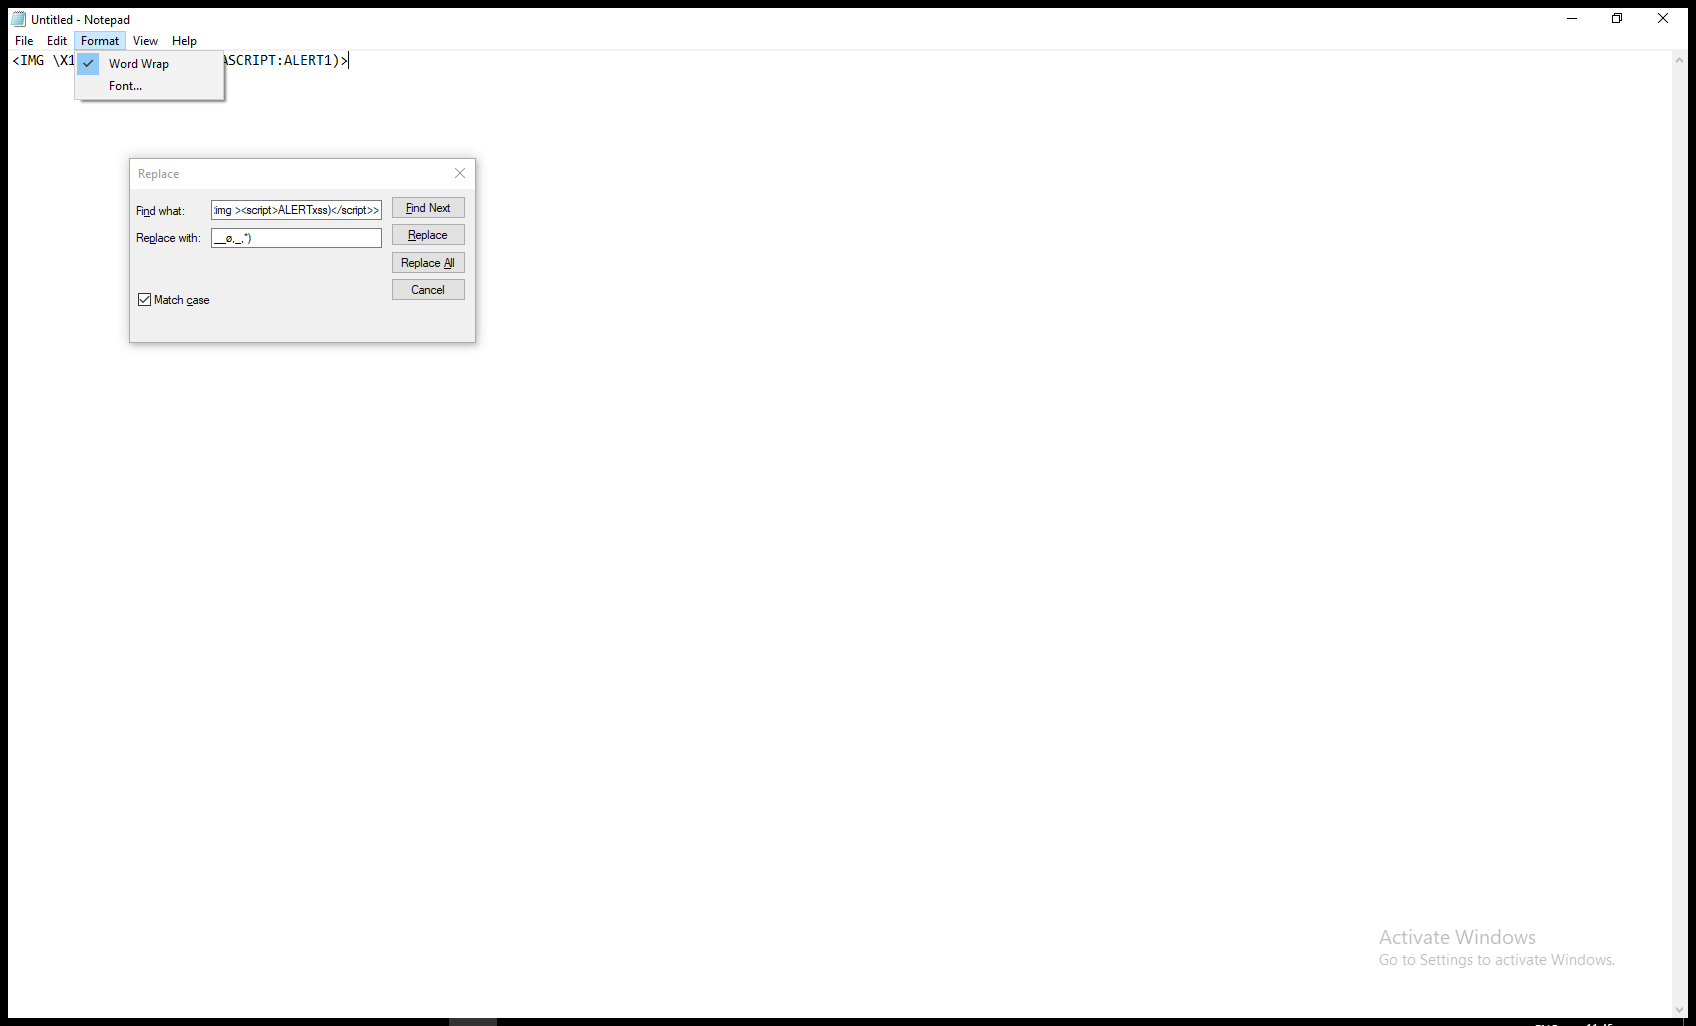 Untitled - Notepad
File Edit Format View Help
<IMG \X1
ASCRIPT:ALERT1)>
Word Wrap
Font...
Replace
Find what: img ><script>ALERTxss)</script>> Find Next
Replace with: __ø,_,*) Replace
Replace All
Cancel
Match case
Activate Windows
Go to Settings to activate Windows.